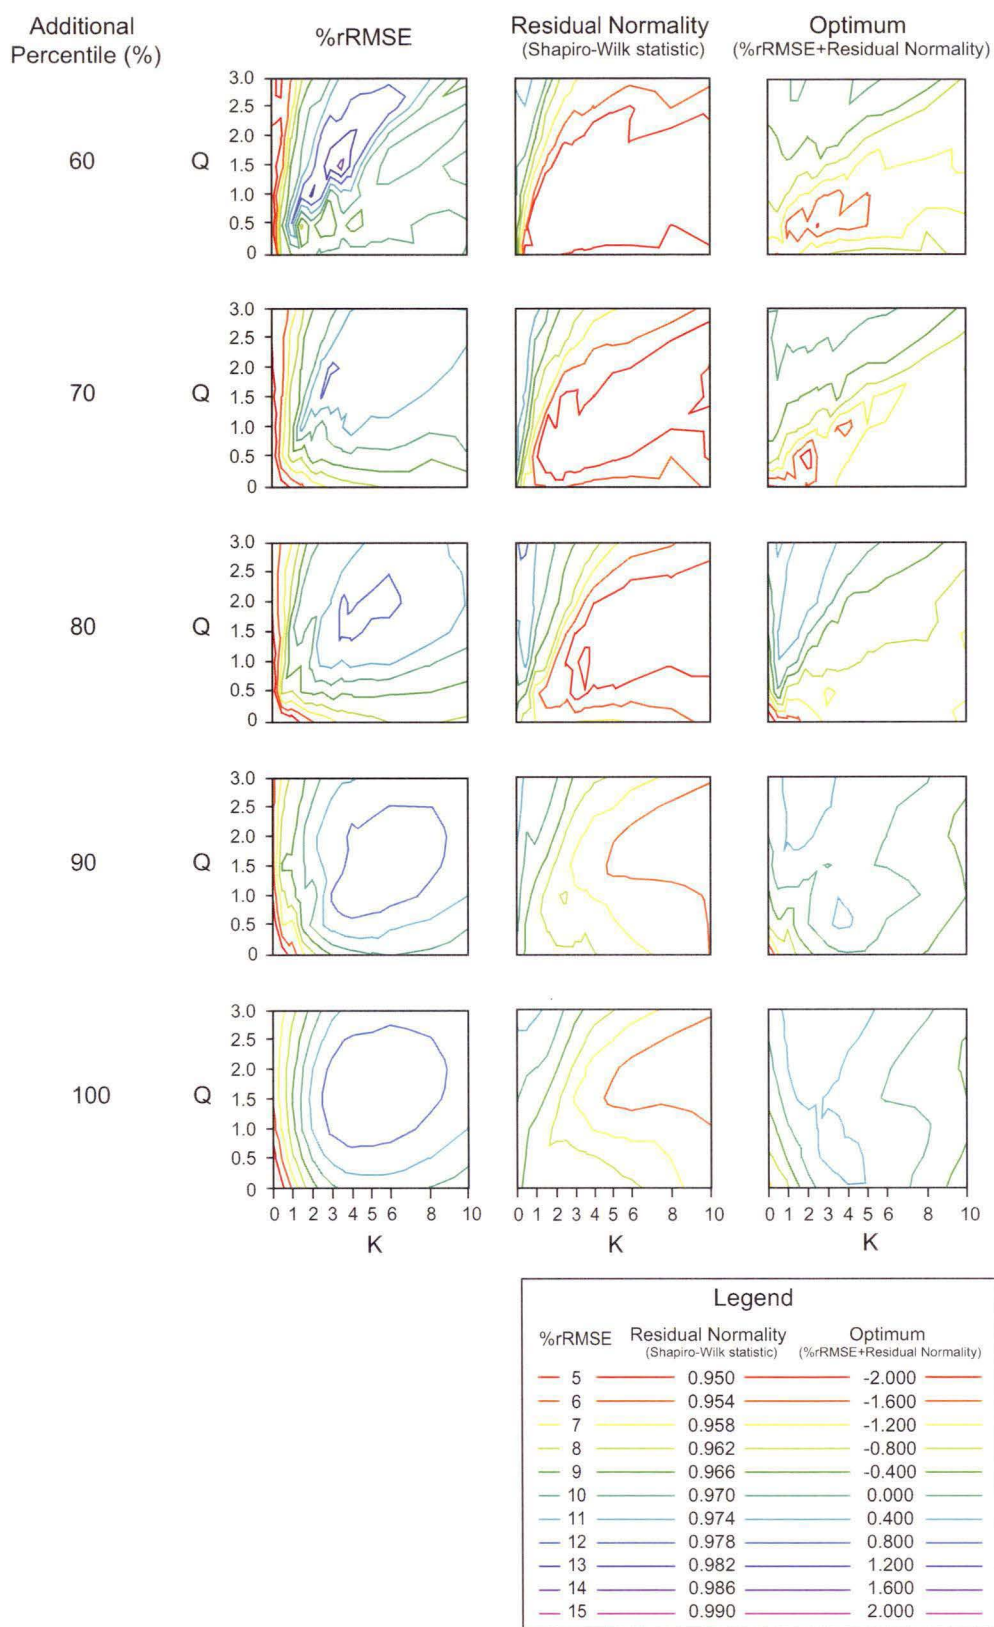 Additional
Percentile (%)
%rRMSE
Residual Normality
(Shapiro-Wilk statistic)
Optimum
(%rRMSE+Residual Normality)
60
Q
3.0
2.5
2.0
1.5
1.0
0.5
0
70
Q
3.0
2.5
2.0
1.5
1.0
0.5
0
80
Q
3.0
2.5
2.0
1.5
1.0
0.5
0
90
Q
3.0
2.5
2.0
1.5
1.0
0.5
0
100
Q
3.0
2.5
2.0
1.5
1.0
0.5
0
0 1 2 3 4 5 6 8 10
K
0 1 2 3 4 5 6 8 10
K
0 1 2 3 4 5 6 8 10
K
Legend
%rRMSE Residual Normality Optimum
(Shapiro-Wilk statistic) (%rRMSE+Residual Normality)
5 0.950 -2.000
6 0.954 -1.600
7 0.958 -1.200
8 0.962 -0.800
9 0.966 -0.400
10 0.970 0.000
11 0.974 0.400
12 0.978 0.800
13 0.982 1.200
14 0.986 1.600
15 0.990 2.000